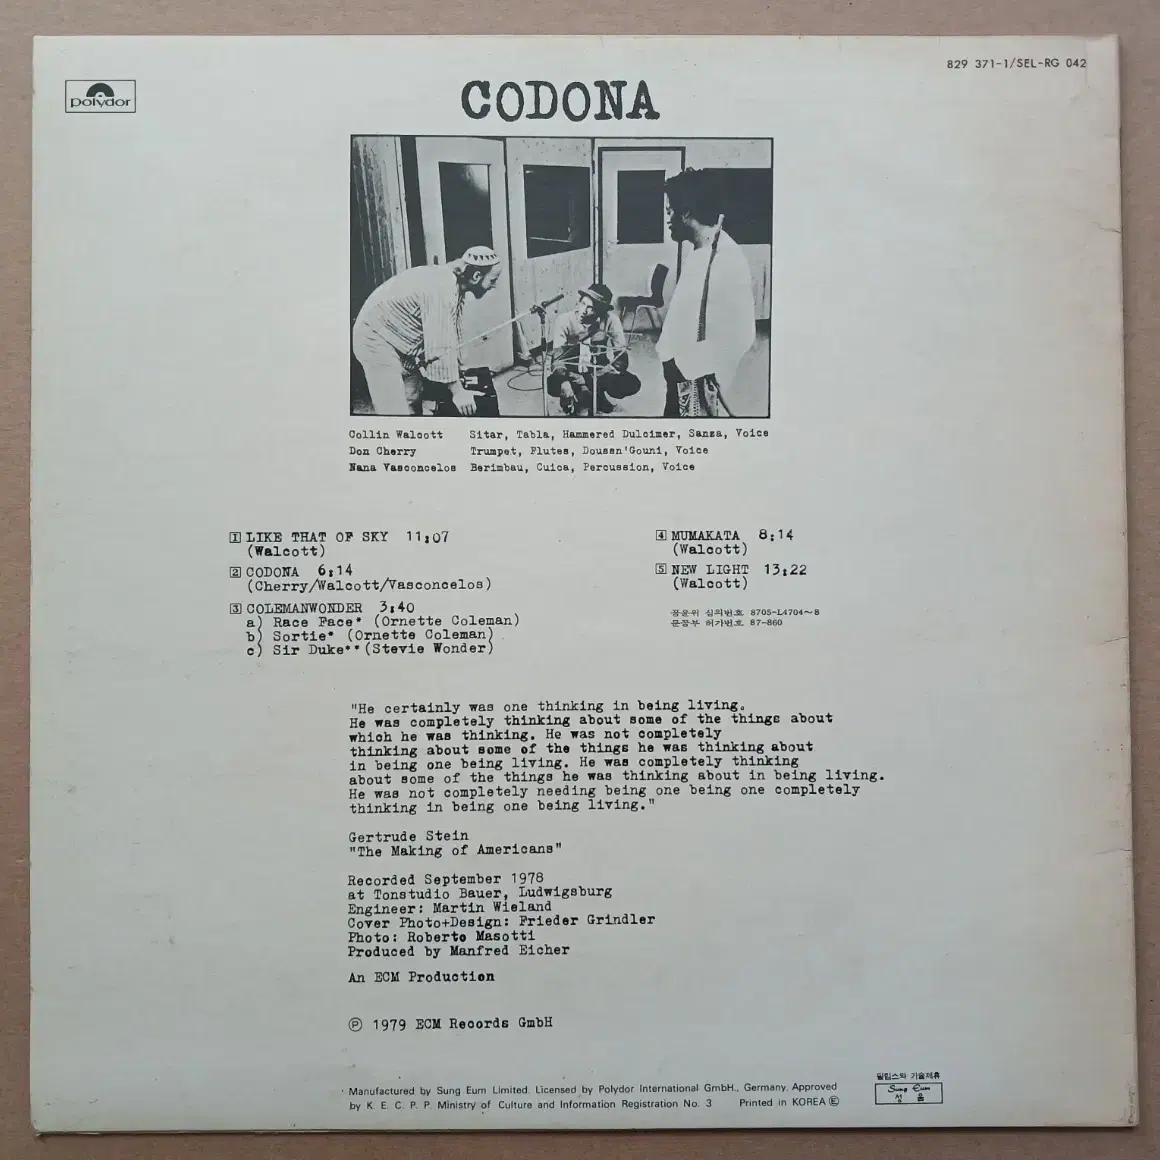 polydor
829 371-1/SEL-RG 042
CODONA
Collin Walcott Sitar, Tabla, Hammered Dulcimer, Sanza, Voice
Don Cherry Trumpet, Flutes, Doussn'Gouni, Voice
Nana Vasconcelos Berimbau, Cuica, Percussion, Voice
1 LIKE THAT OF SKY 11:07
(Walcott)
2 CODONA 6:14
(Cherry/Walcott/Vasconcelos)
3 COLEMANWONDER 3:40
a) Race Face* (Ornette Coleman)
b) Sortie* (Ornette Coleman)
c) Sir Duke** (Stevie Wonder)
4 MUMAKATA 8:14
(Walcott)
5 NEW LIGHT 13:22
(Walcott)
공윤위 심의번호 8705-L4704~8
문공부 허가번호 87-860
"He certainly was one thinking in being living.
He was completely thinking about some of the things about
which he was thinking. He was not completely
thinking about some of the things he was thinking about
in being one being living. He was completely thinking
about some of the things he was thinking about in being living.
He was not completely needing being one being one completely
thinking in being one being living."
Gertrude Stein
"The Making of Americans"
Recorded September 1978
at Tonstudio Bauer, Ludwigsburg
Engineer: Martin Wieland
Cover Photo+Design: Frieder Grindler
Photo: Roberto Masotti
Produced by Manfred Eicher
An ECM Production
℗ 1979 ECM Records GmbH
Manufactured by Sung Eum Limited. Licensed by Polydor International GmbH., Germany. Approved
by K. E. C. P. P. Ministry of Culture and Information Registration No. 3 Printed in KOREA Ⓔ
필립스와 기술제휴
Sung Eum
성 음